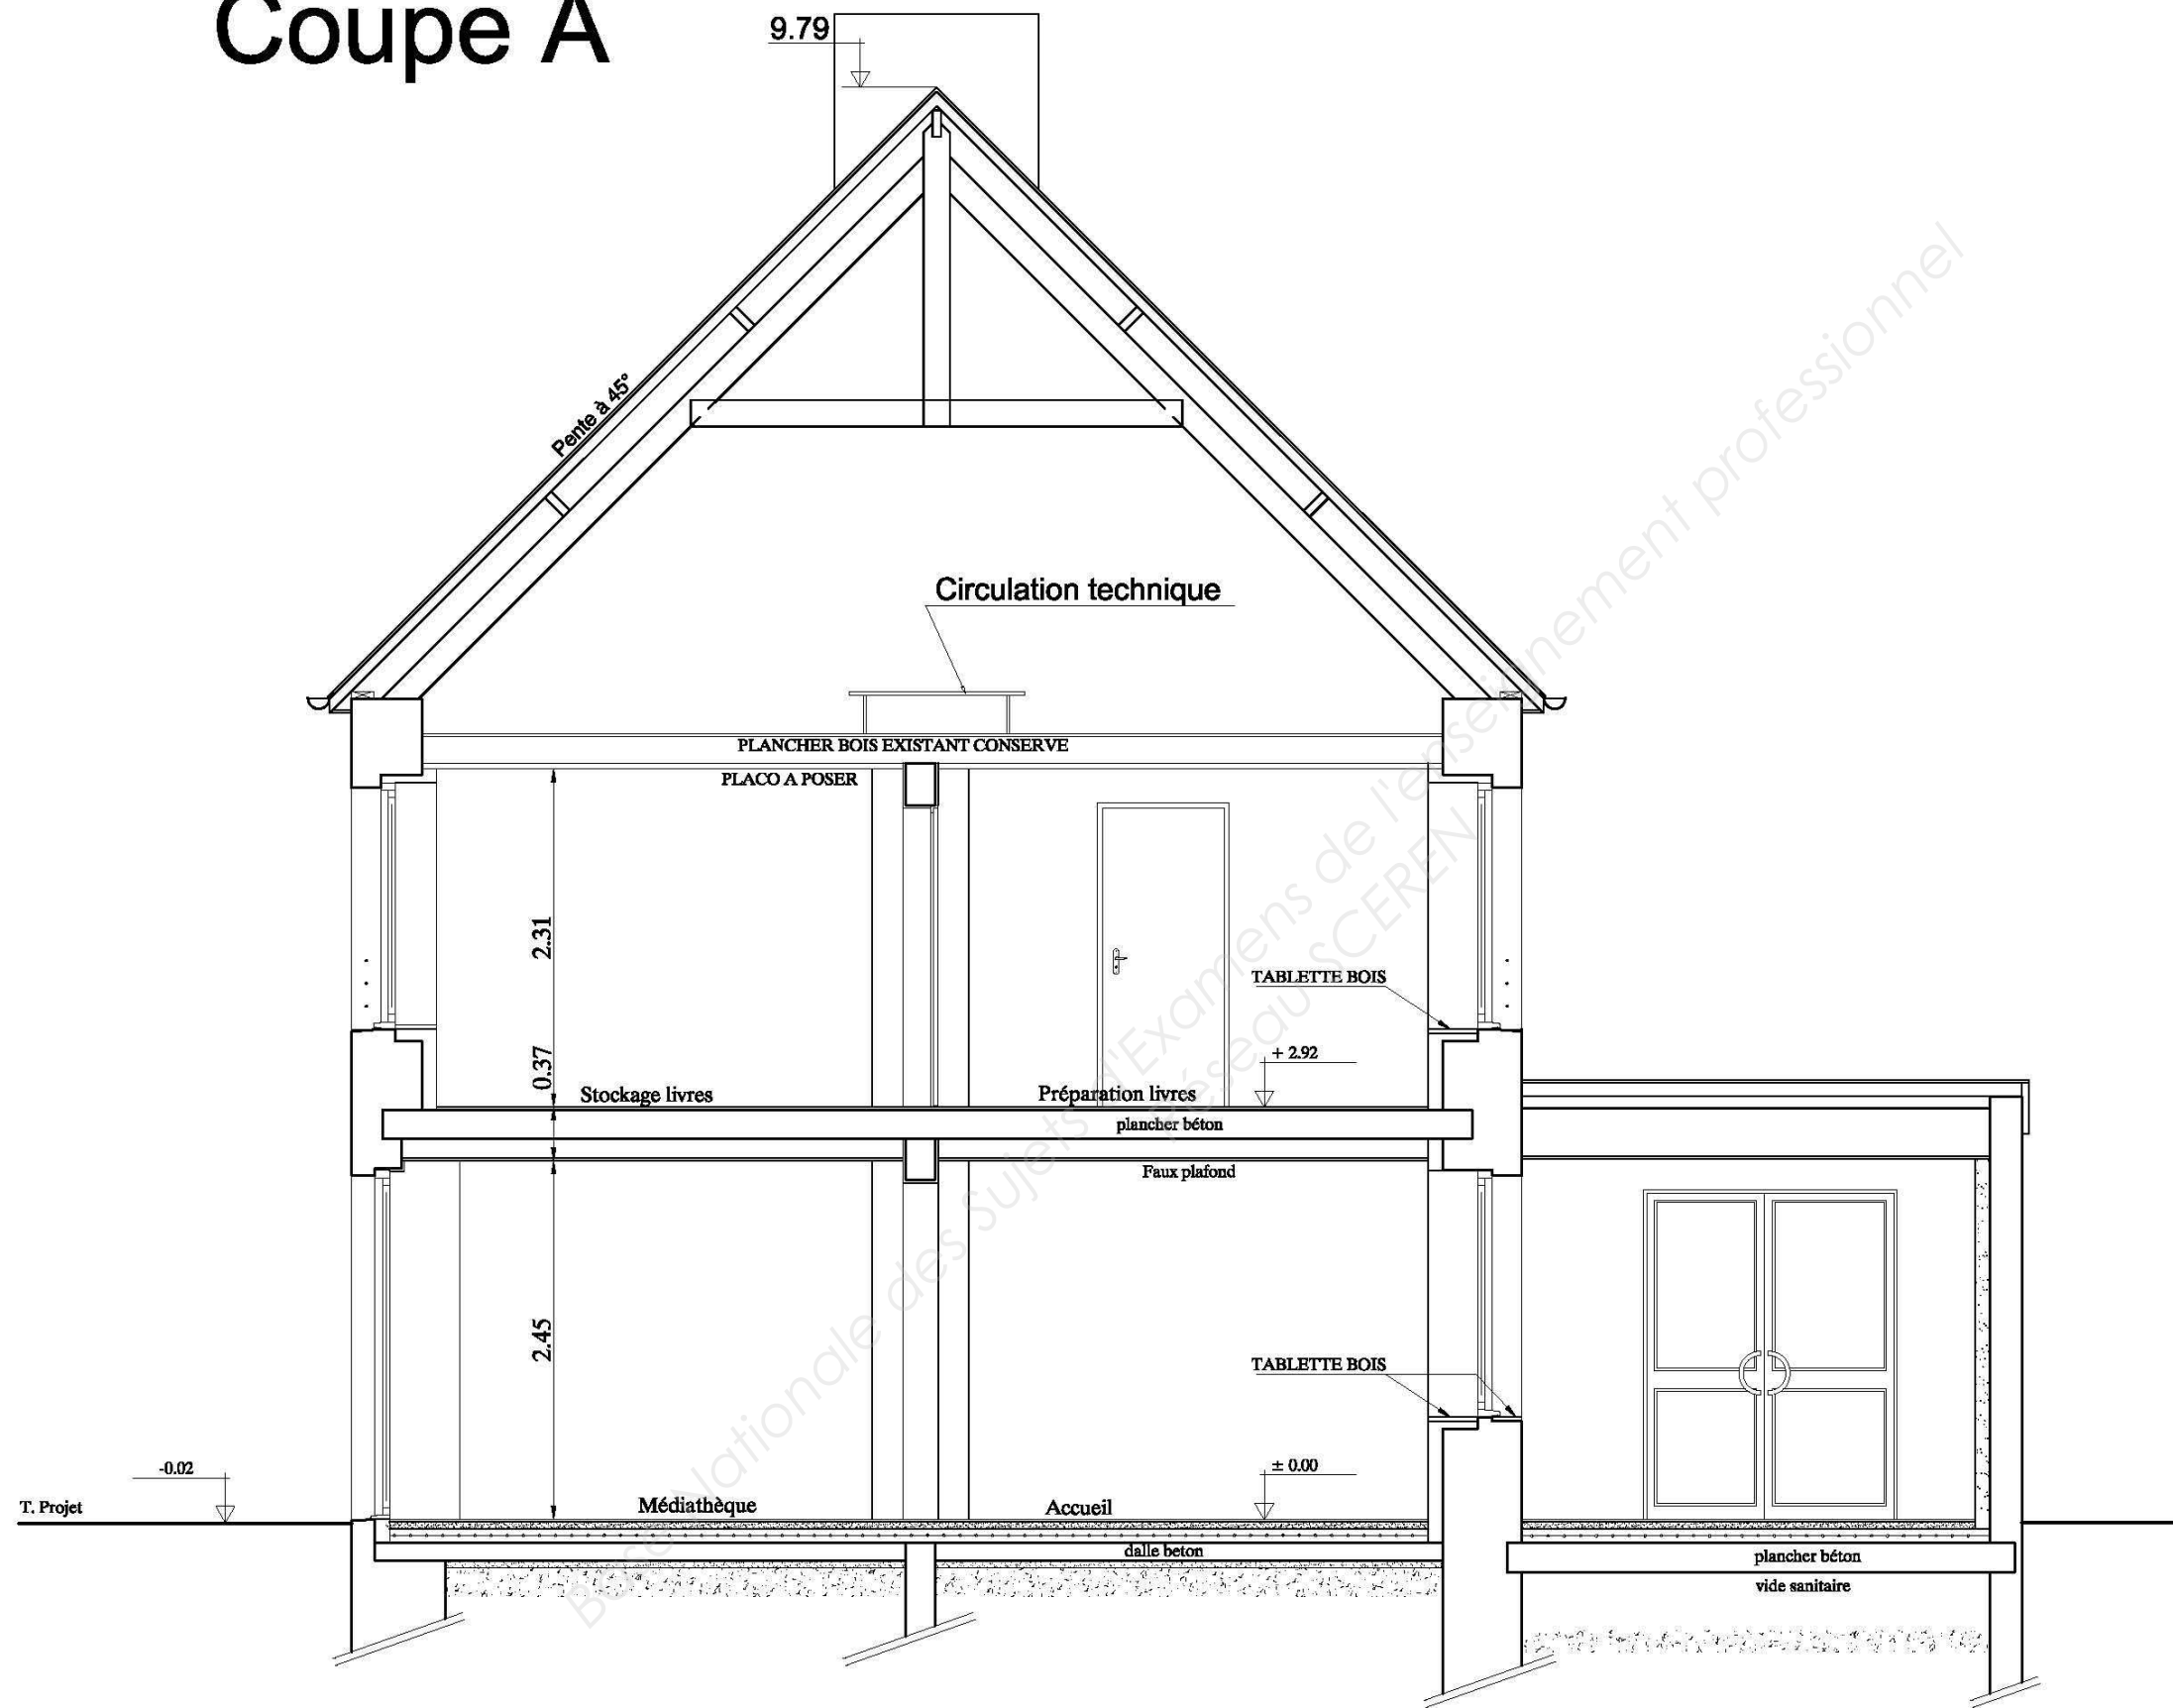 Coupe A
9.79
Pente à 45°
Circulation technique
PLANCHER BOIS EXISTANT CONSERVE
PLACO A POSER
2.31
TABLETTE BOIS
0.37
+ 2.92
Stockage livres
Préparation livres
plancher béton
Faux plafond
2.45
TABLETTE BOIS
-0.02
± 0.00
T. Projet
Médiathèque
Accueil
dalle beton
plancher béton
vide sanitaire
Base Nationale des Sujets d'Examens de l'enseignement professionnel
Réseau SCEREN